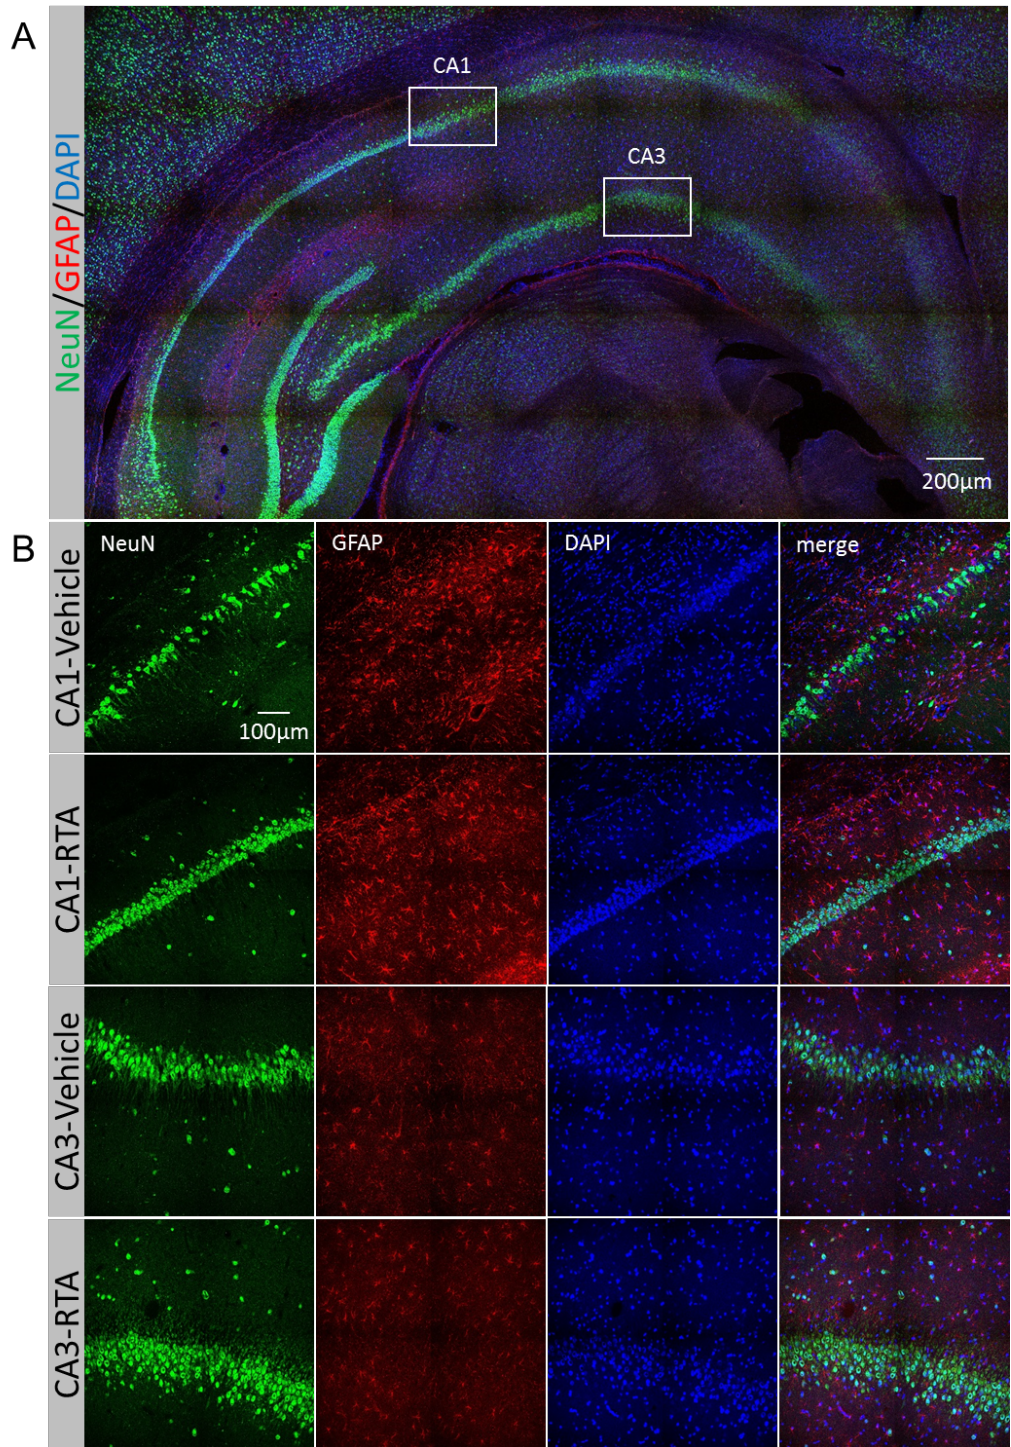 A
NeuN/GFAP/DAPI
CA1
CA3
200µm
B
NeuN
GFAP
DAPI
merge
CA1-Vehicle
100µm
CA1-RTA
CA3-Vehicle
CA3-RTA